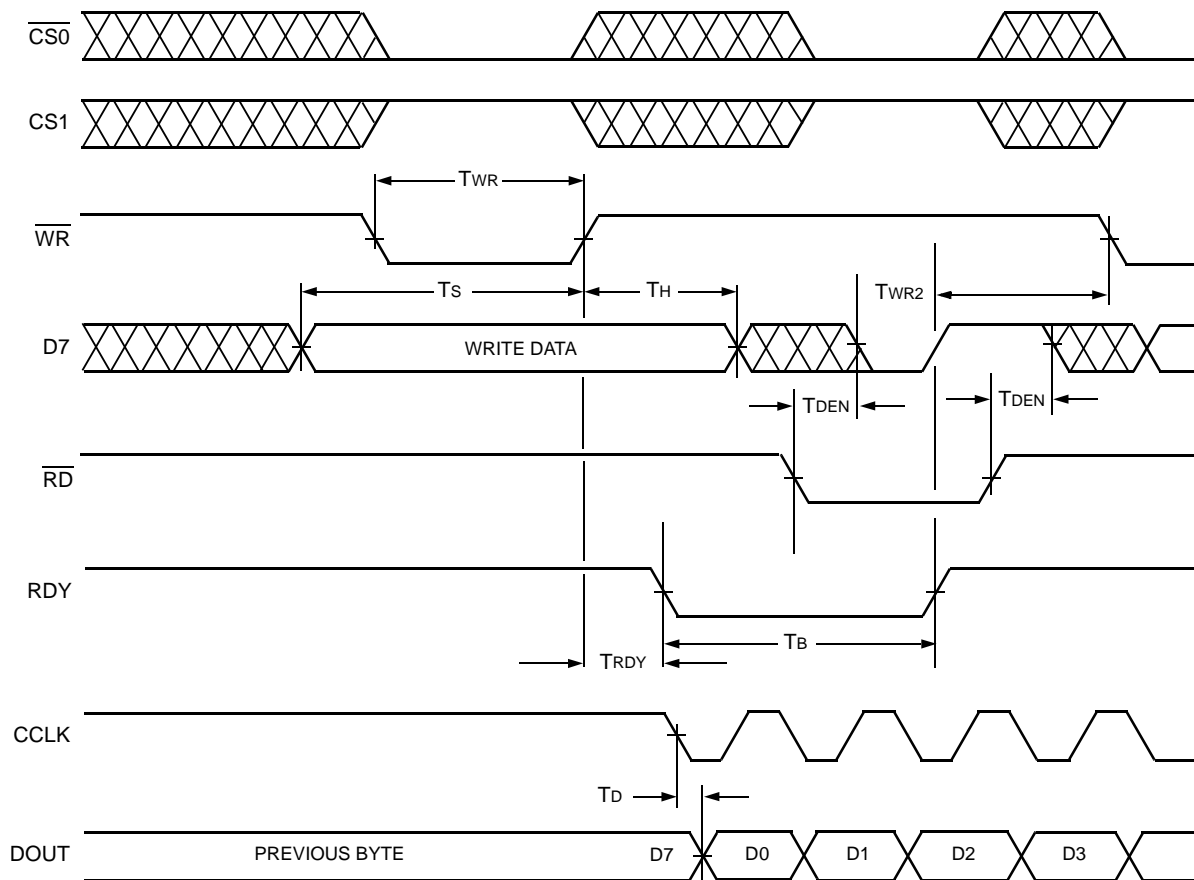 CS0
CS1
TWR
WR
TS
TH
TWR2
D7
WRITE DATA
TDEN
TDEN
RD
RDY
TB
TRDY
CCLK
TD
DOUT
PREVIOUS BYTE
D7
D0
D1
D2
D3